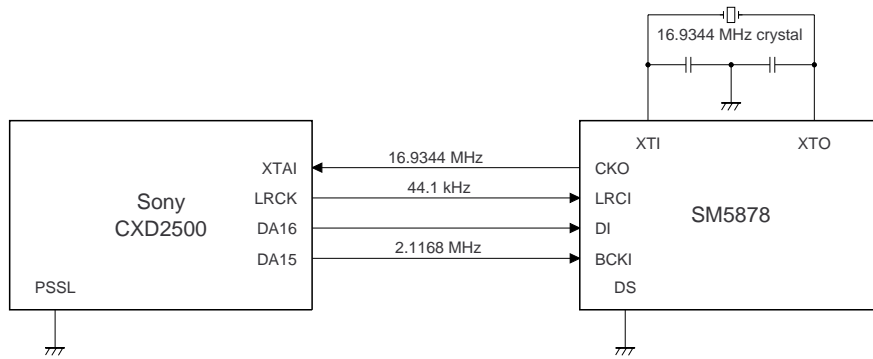 16.9344 MHz crystal
XTI
XTO
XTAI
16.9344 MHz
CKO
LRCK
44.1 kHz
LRCI
Sony
CXD2500
SM5878
DA16
DI
DA15
2.1168 MHz
BCKI
PSSL
DS